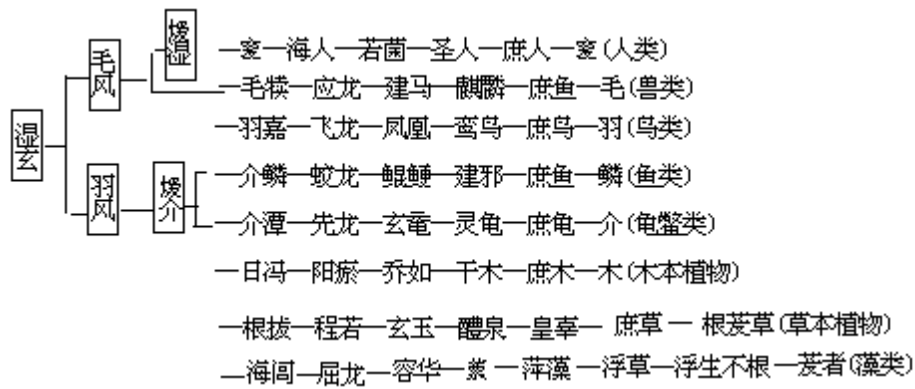 湿玄
毛风
羽风
煖湿
煖介
窔—海人—若菌—圣人—庶人—窔(人类)
毛犊—应龙—建马—麒麟—庶鱼—毛(兽类)
羽嘉—飞龙—凤凰—鸾鸟—庶鸟—羽(鸟类)
介鳞—蛟龙—鲲鲠—建邪—庶鱼—鳞(鱼类)
介潭—先龙—玄鼋—灵龟—庶龟—介(龟鳖类)
日冯—阳瘀—乔如—干木—庶木—木(木本植物)
根拔—程若—玄玉—醴泉—皇辜—庶草—根茇草(草本植物)
海闾—屈龙—容华—蔈—萍藻—浮草—浮生不根—茇者(藻类)